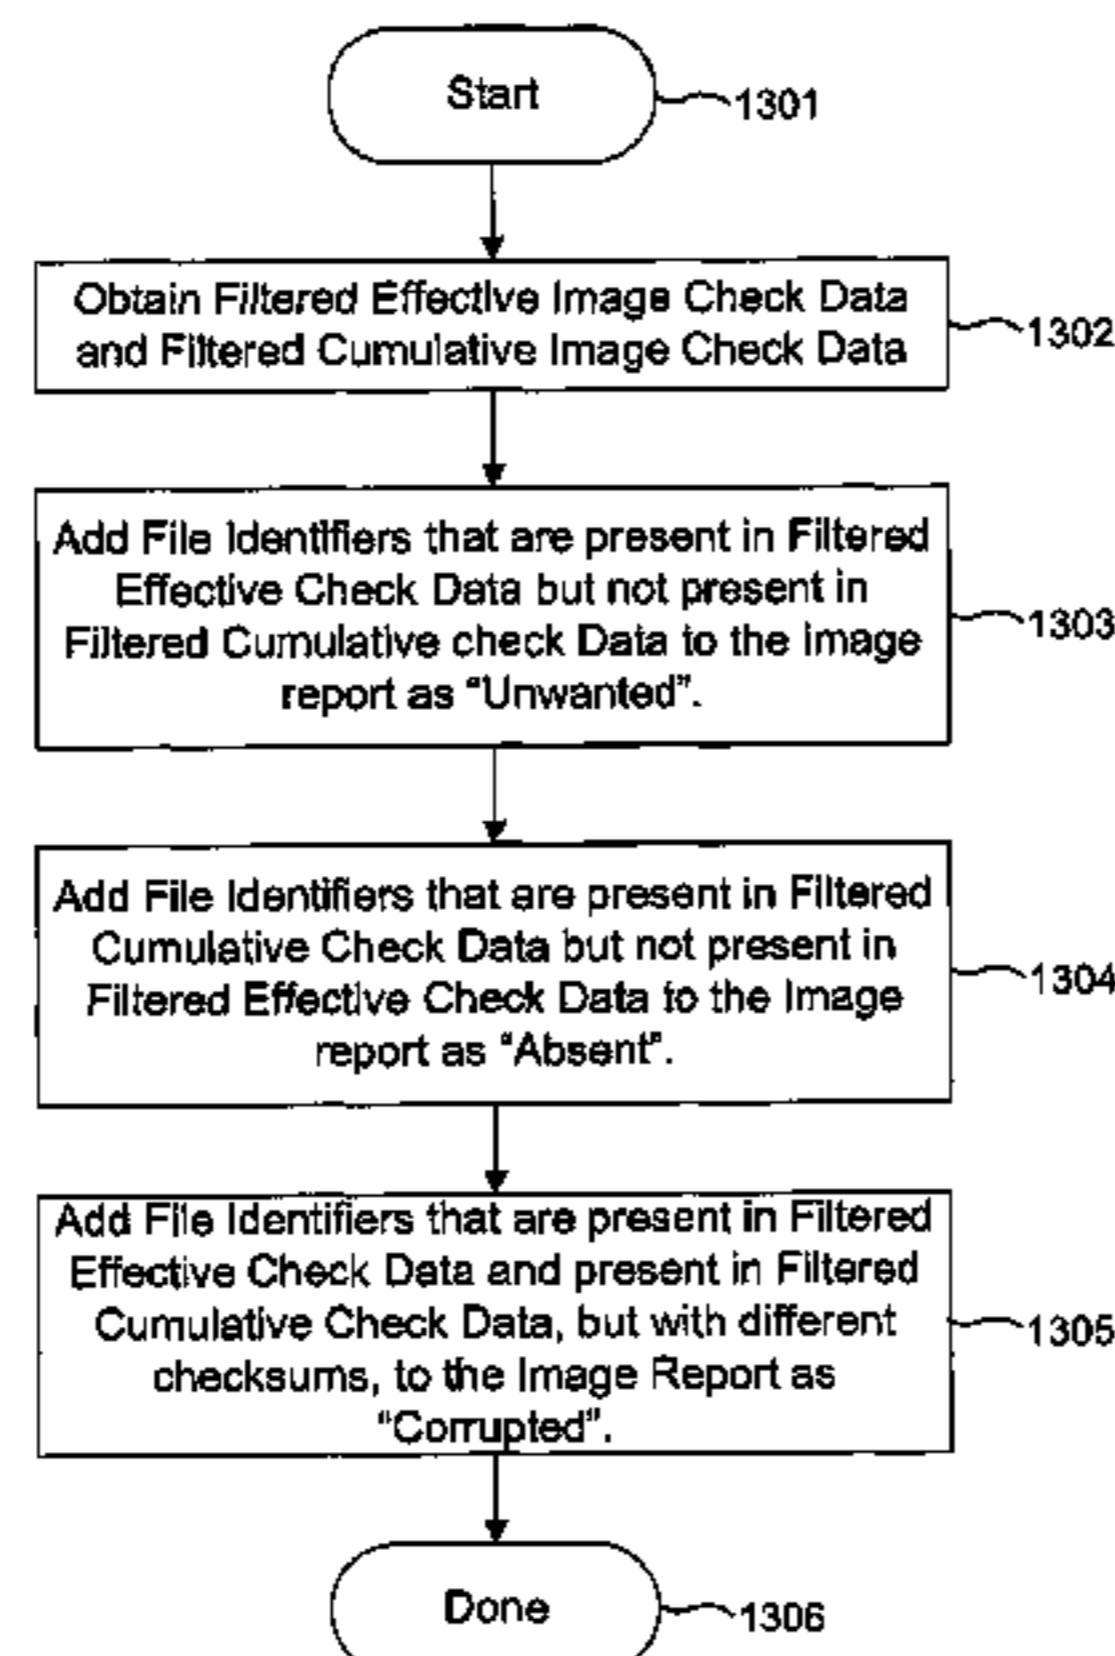 Start
1301
Obtain Filtered Effective Image Check Data
and Filtered Cumulative Image Check Data
1302
Add File Identifiers that are present in Filtered
Effective Check Data but not present in
Filtered Cumulative check Data to the Image
report as “Unwanted”.
1303
Add File Identifiers that are present in Filtered
Cumulative Check Data but not present in
Filtered Effective Check Data to the Image
report as “Absent”.
1304
Add File Identifiers that are present in Filtered
Effective Check Data and present in Filtered
Cumulative Check Data, but with different
checksums, to the Image Report as
“Corrupted”.
1305
Done
1306